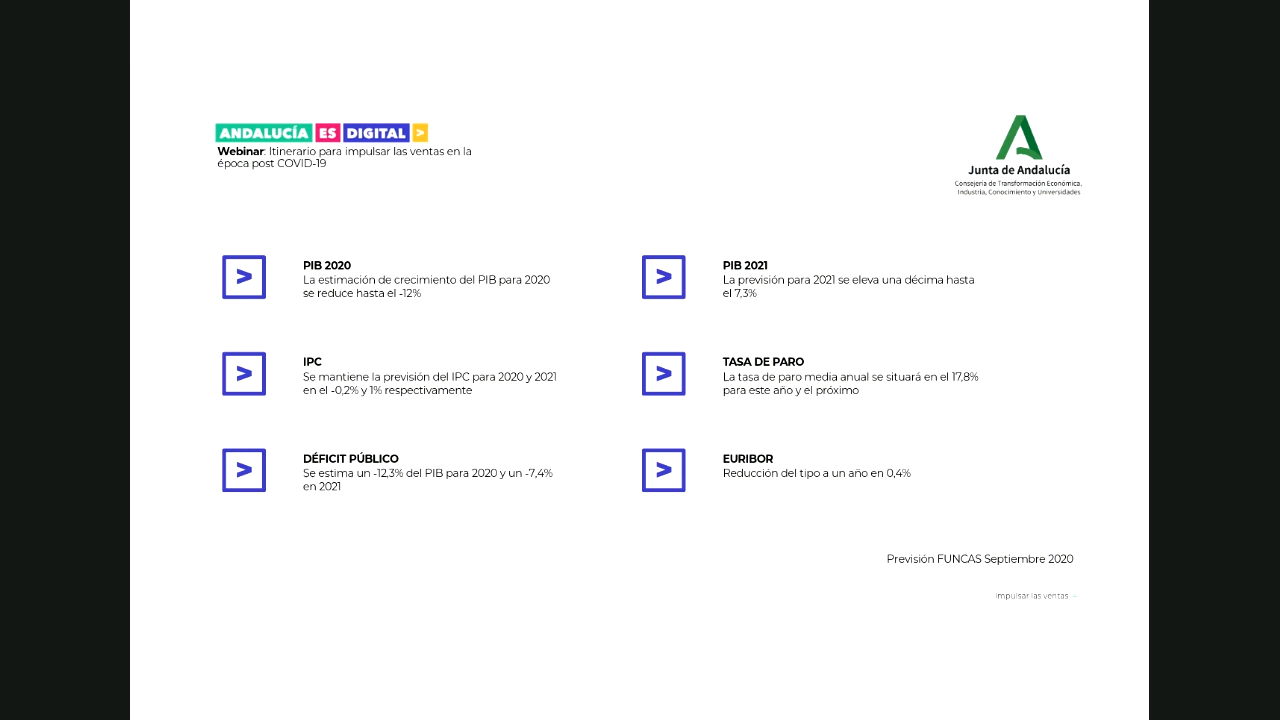 ANDALUCÍA ES DIGITAL >
Webinar: Itinerario para impulsar las ventas en la
época post COVID-19
Junta de Andalucía
Consejería de Transformación Económica,
Industria, Conocimiento y Universidades
> PIB 2020
La estimación de crecimiento del PIB para 2020
se reduce hasta el -12%
> PIB 2021
La previsión para 2021 se eleva una décima hasta
el 7,3%
> IPC
Se mantiene la previsión del IPC para 2020 y 2021
en el -0,2% y 1% respectivamente
> TASA DE PARO
La tasa de paro media anual se situará en el 17,8%
para este año y el próximo
> DÉFICIT PÚBLICO
Se estima un -12,3% del PIB para 2020 y un -7,4%
en 2021
> EURIBOR
Reducción del tipo a un año en 0,4%
Previsión FUNCAS Septiembre 2020
impulsar las ventas